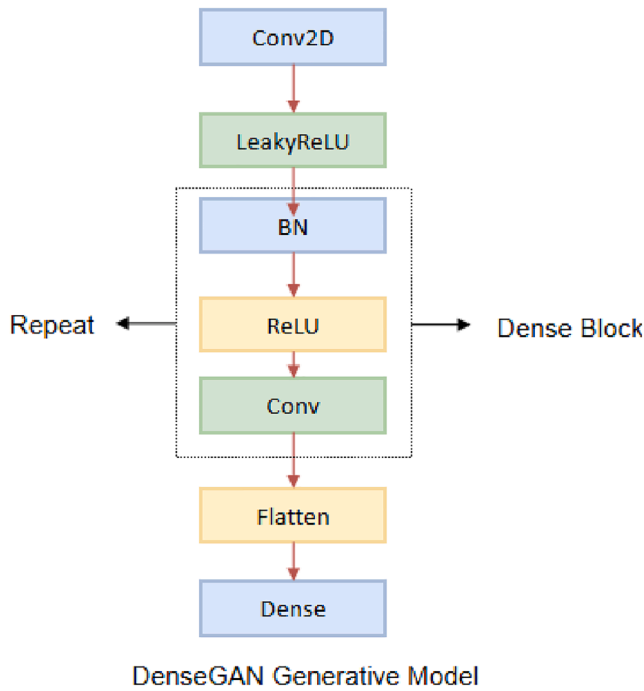 Conv2D
LeakyReLU
BN
Repeat
ReLU
Dense Block
Conv
Flatten
Dense
DenseGAN Generative Model